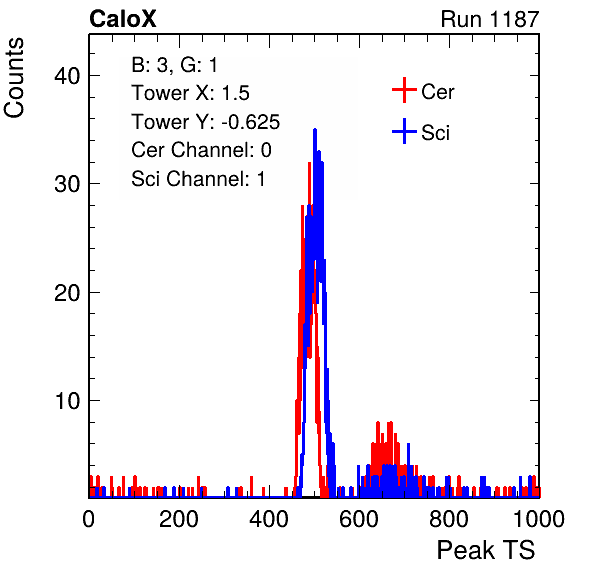 CaloX Run 1187
Counts
B: 3, G: 1
Tower X: 1.5
Tower Y: -0.625
Cer Channel: 0
Sci Channel: 1
Cer
Sci
40
30
20
10
0 200 400 600 800 1000
Peak TS